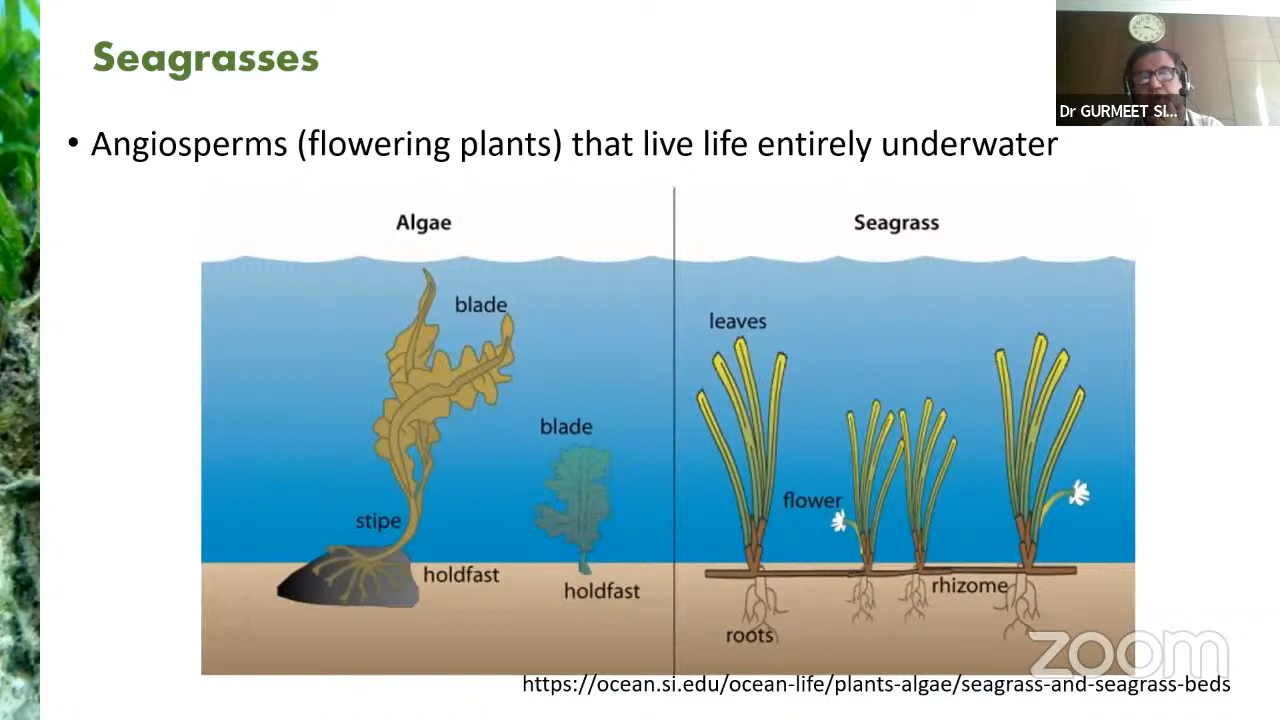 Seagrasses
Dr GURMEET SI...
• Angiosperms (flowering plants) that live life entirely underwater
Algae
Seagrass
blade
leaves
blade
flower
stipe
holdfast
holdfast
rhizome
roots
zoom
https://ocean.si.edu/ocean-life/plants-algae/seagrass-and-seagrass-beds